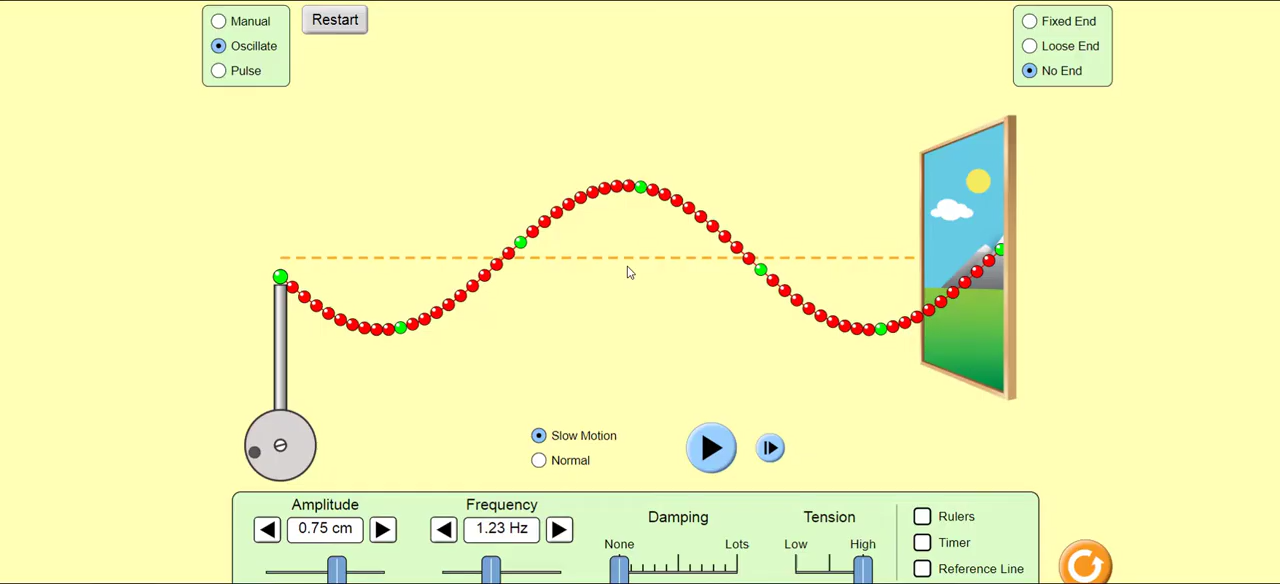 Manual
Oscillate
Pulse
Restart
Fixed End
Loose End
No End
Slow Motion
Normal
Amplitude
0.75 cm
Frequency
1.23 Hz
Damping
None
Lots
Tension
Low
High
Rulers
Timer
Reference Line